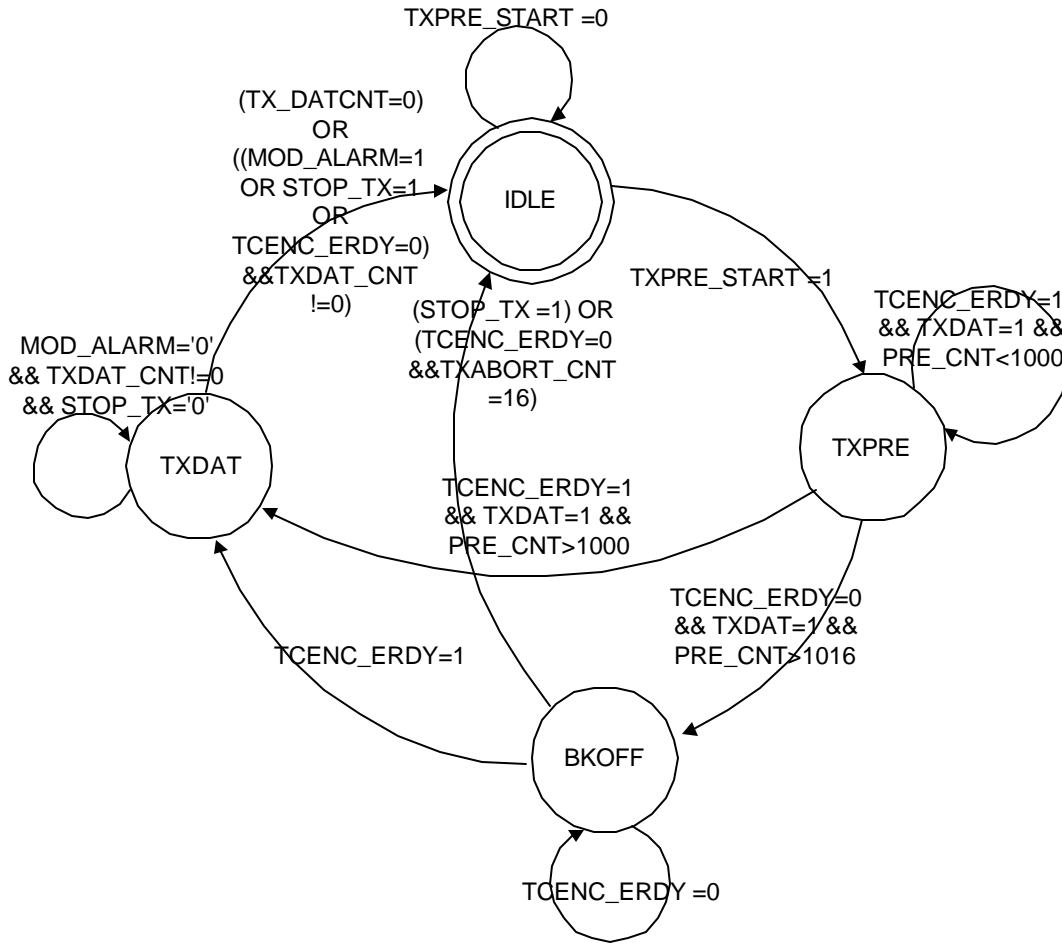 TXPRE_START =0
(TX_DATCNT=0)
OR
((MOD_ALARM=1
OR STOP_TX=1
OR
TCENC_ERDY=0)
&&TXDAT_CNT
!=0)
IDLE
TXPRE_START =1
TCENC_ERDY=1
&& TXDAT=1 &&
PRE_CNT<1000
(STOP_TX =1) OR
(TCENC_ERDY=0
&&TXABORT_CNT
=16)
MOD_ALARM='0'
&& TXDAT_CNT!=0
&& STOP_TX='0'
TXDAT
TXPRE
TCENC_ERDY=1
&& TXDAT=1 &&
PRE_CNT>1000
TCENC_ERDY=0
&& TXDAT=1 &&
PRE_CNT>1016
TCENC_ERDY=1
BKOFF
TCENC_ERDY =0